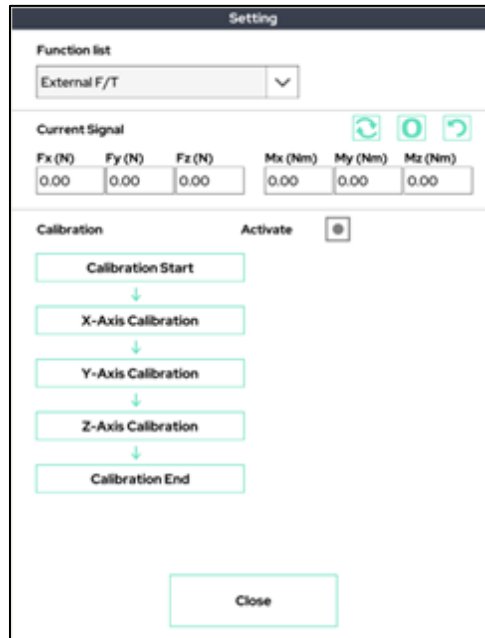 Setting
Function list
External F/T
Current Signal
Fx (N) Fy (N) Fz (N) Mx (Nm) My (Nm) Mz (Nm)
0.00 0.00 0.00 0.00 0.00 0.00
Calibration Activate
Calibration Start
X-Axis Calibration
Y-Axis Calibration
Z-Axis Calibration
Calibration End
Close